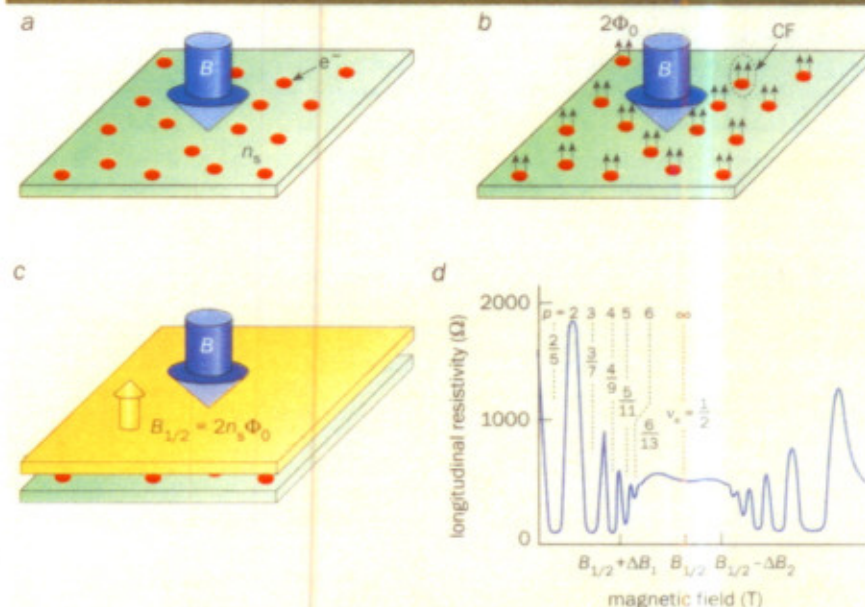 a
B
e⁻
nₛ
b
2Φ₀
CF
B
c
B
B₁/₂ = 2nₛΦ₀
d
longitudinal resistivity (Ω)
2000
1000
0
p = 2 3 4 5 6 ∞
2/5
3/7
4/9
5/11
6/13
νₑ = 1/2
B₁/₂+ΔB₁ B₁/₂ B₁/₂−ΔB₂
magnetic field (T)